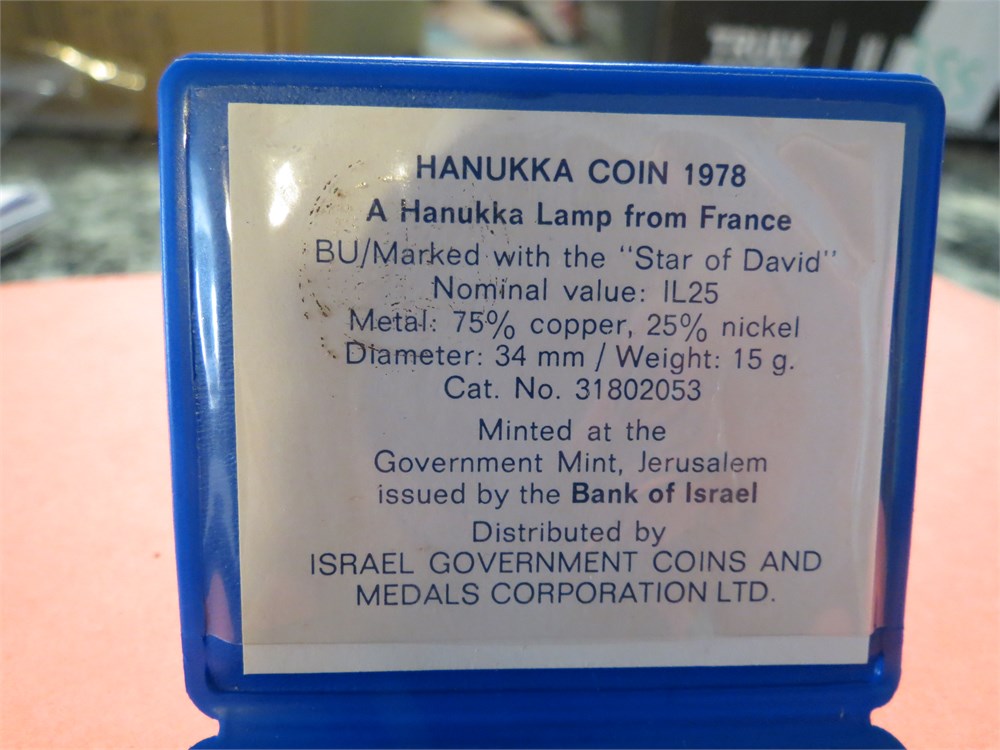 HANUKKA COIN 1978
A Hanukka Lamp from France
BU/Marked with the "Star of David"
Nominal value: IL25
Metal: 75% copper, 25% nickel
Diameter: 34 mm / Weight: 15 g.
Cat. No. 31802053
Minted at the
Government Mint, Jerusalem
issued by the Bank of Israel
Distributed by
ISRAEL GOVERNMENT COINS AND
MEDALS CORPORATION LTD.